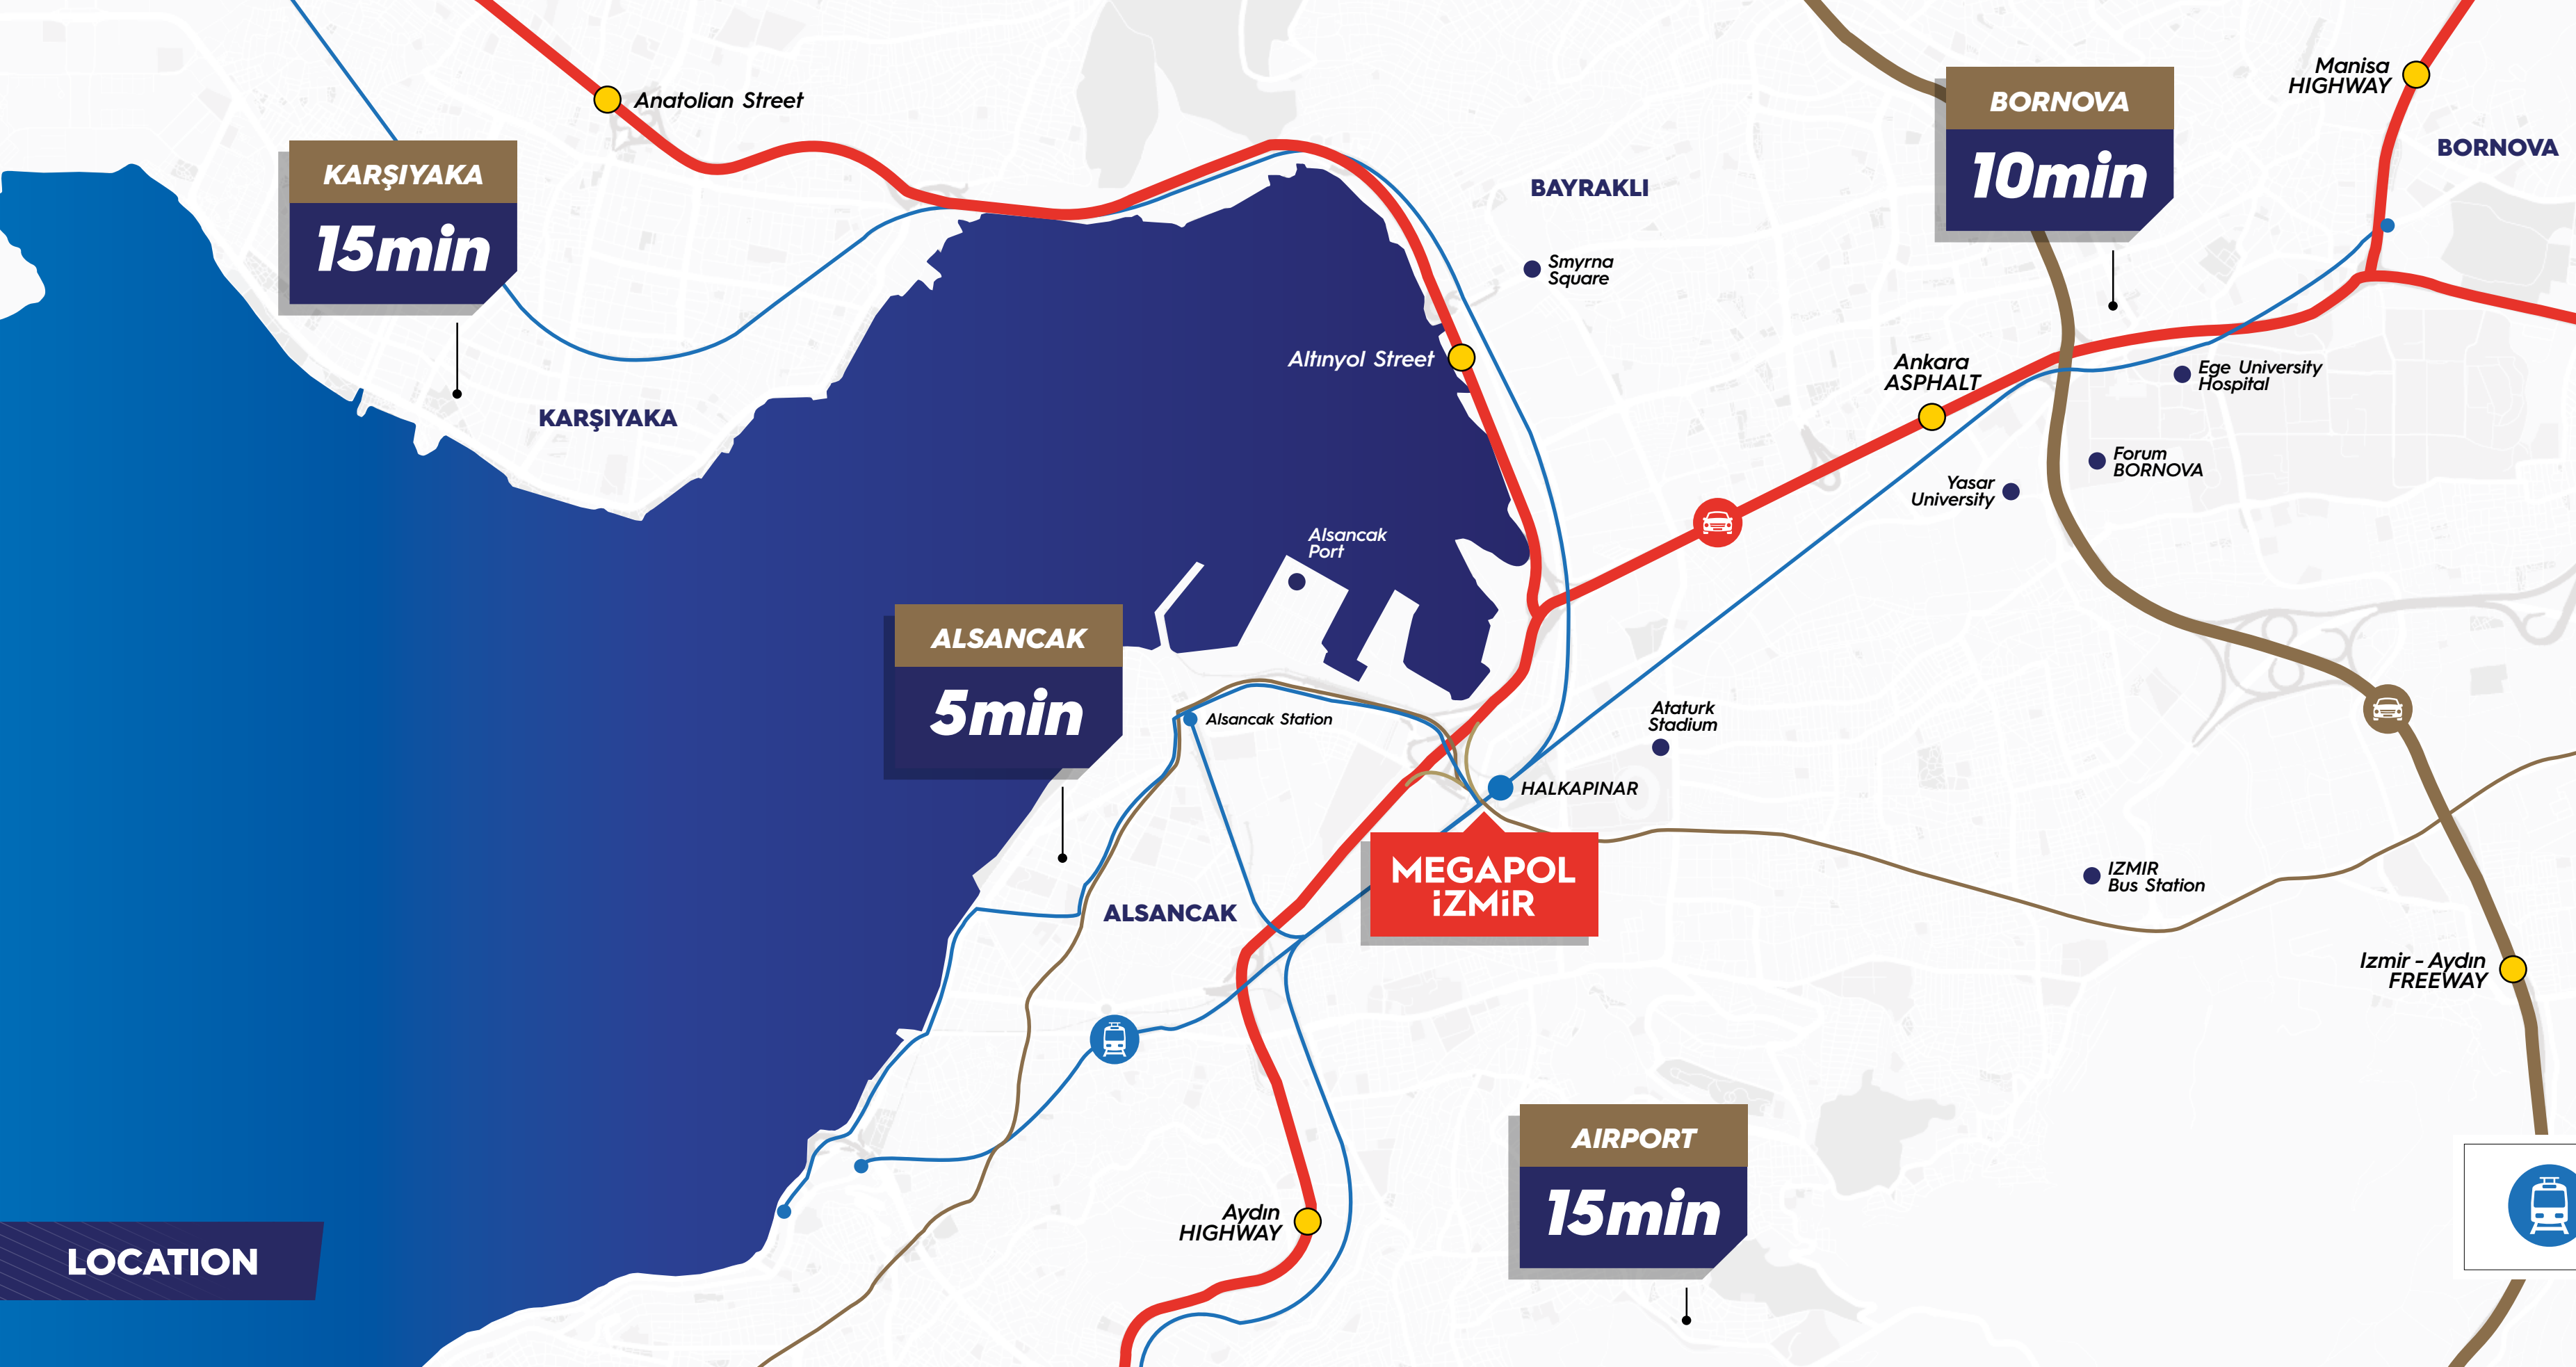 Anatolian Street
Manisa
HIGHWAY
BORNOVA
10min
BORNOVA
KARŞIYAKA
15min
BAYRAKLI
Smyrna
Square
Altınyol Street
Ankara
ASPHALT
Ege University
Hospital
KARŞIYAKA
Forum
BORNOVA
Yasar
University
Alsancak
Port
ALSANCAK
5min
Alsancak Station
Ataturk
Stadium
HALKAPINAR
MEGAPOL
iZMiR
IZMIR
Bus Station
ALSANCAK
Izmir - Aydın
FREEWAY
AIRPORT
15min
Aydın
HIGHWAY
LOCATION